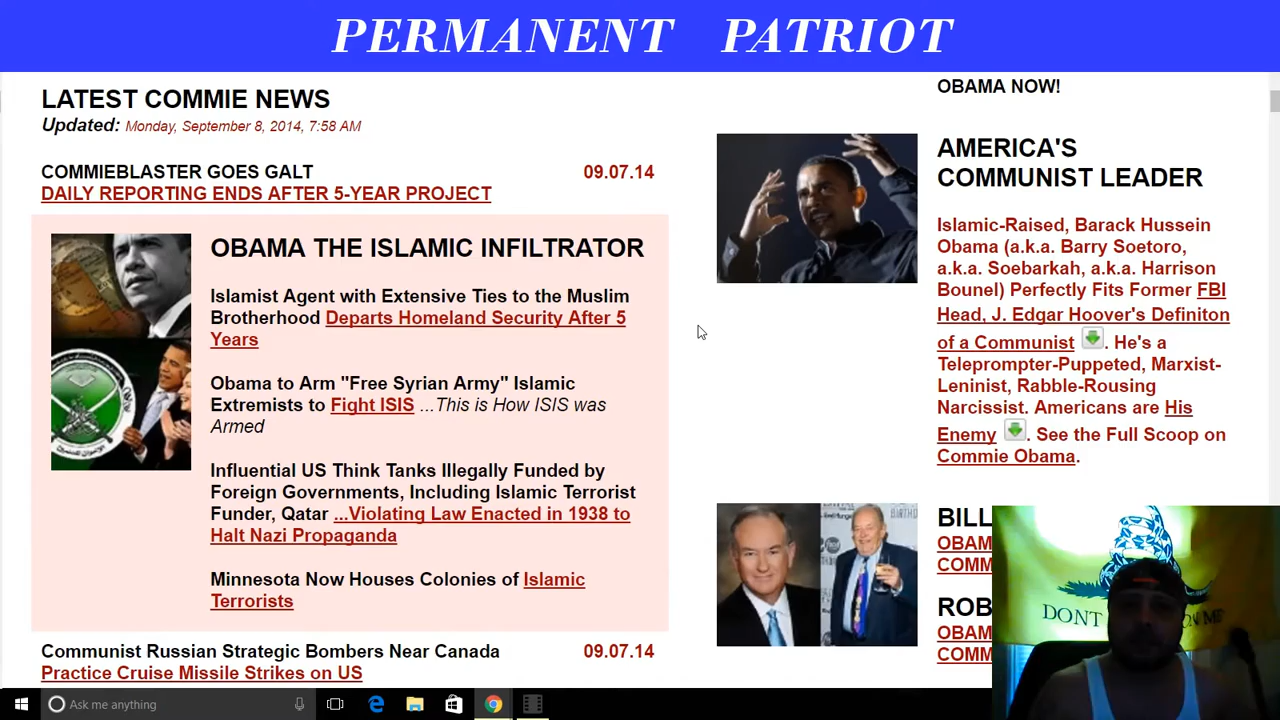 PERMANENT PATRIOT
LATEST COMMIE NEWS
Updated: Monday, September 8, 2014, 7:58 AM
COMMIEBLASTER GOES GALT 09.07.14
DAILY REPORTING ENDS AFTER 5-YEAR PROJECT
OBAMA THE ISLAMIC INFILTRATOR
Islamist Agent with Extensive Ties to the Muslim
Brotherhood Departs Homeland Security After 5
Years
Obama to Arm "Free Syrian Army" Islamic
Extremists to Fight ISIS ...This is How ISIS was
Armed
Influential US Think Tanks Illegally Funded by
Foreign Governments, Including Islamic Terrorist
Funder, Qatar ...Violating Law Enacted in 1938 to
Halt Nazi Propaganda
Minnesota Now Houses Colonies of Islamic
Terrorists
Communist Russian Strategic Bombers Near Canada 09.07.14
Practice Cruise Missile Strikes on US
OBAMA NOW!
AMERICA'S
COMMUNIST LEADER
Islamic-Raised, Barack Hussein
Obama (a.k.a. Barry Soetoro,
a.k.a. Soebarkah, a.k.a. Harrison
Bounel) Perfectly Fits Former FBI
Head, J. Edgar Hoover's Definiton
of a Communist . He's a
Teleprompter-Puppeted, Marxist-
Leninist, Rabble-Rousing
Narcissist. Americans are His
Enemy . See the Full Scoop on
Commie Obama.
BILL
OBAM
COMM
ROB
OBAM
COMM
DONT ON ME
Ask me anything